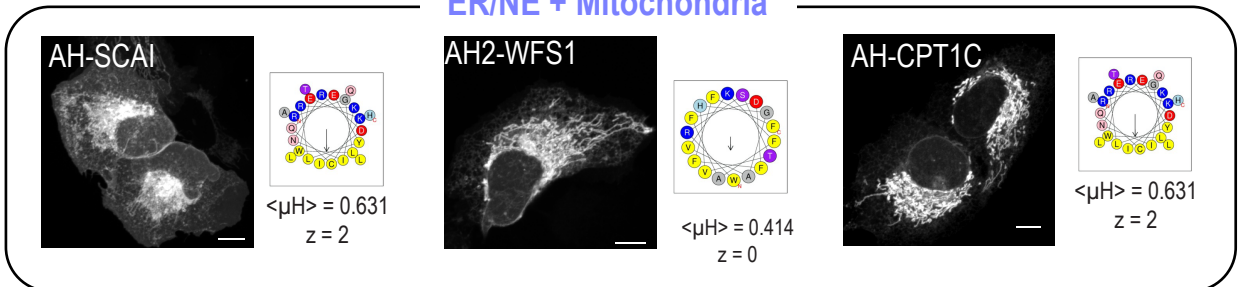 ER/NE + Mitochondria
AH-SCAI
<μH> = 0.631
z = 2
AH2-WFS1
<μH> = 0.414
z = 0
AH-CPT1C
<μH> = 0.631
z = 2